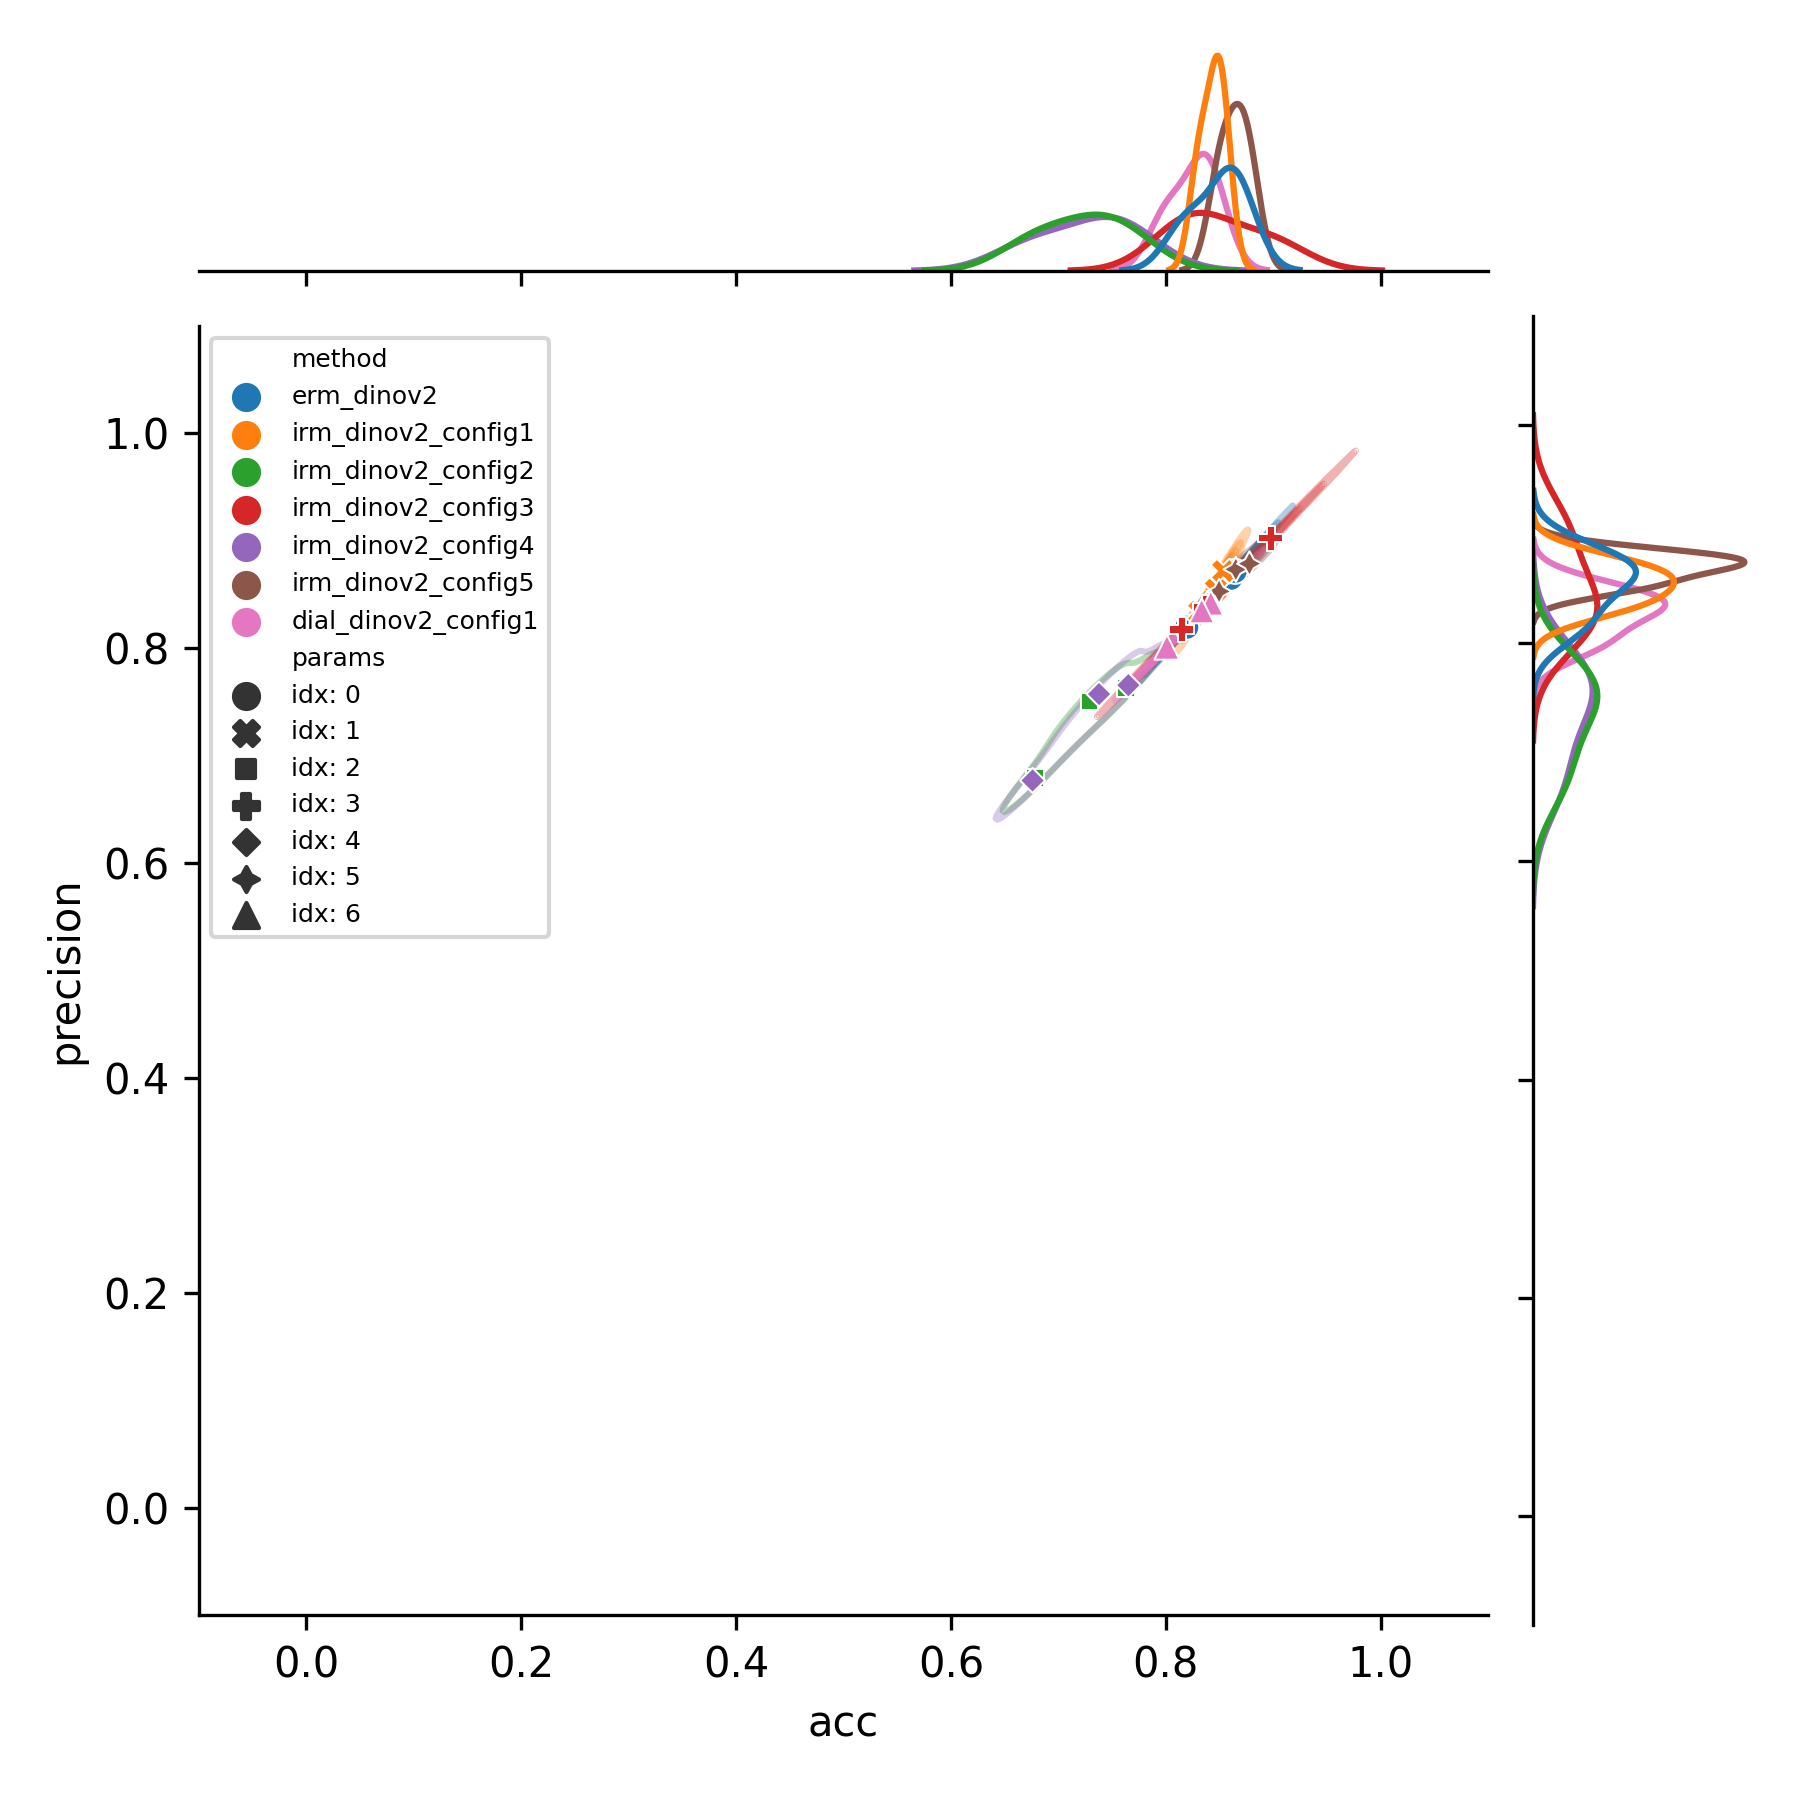 method
erm_dinov2
irm_dinov2_config1
irm_dinov2_config2
irm_dinov2_config3
irm_dinov2_config4
irm_dinov2_config5
dial_dinov2_config1
params
idx: 0
idx: 1
idx: 2
idx: 3
idx: 4
idx: 5
idx: 6
1.0
0.8
0.6
0.4
0.2
0.0
precision
0.0 0.2 0.4 0.6 0.8 1.0
acc